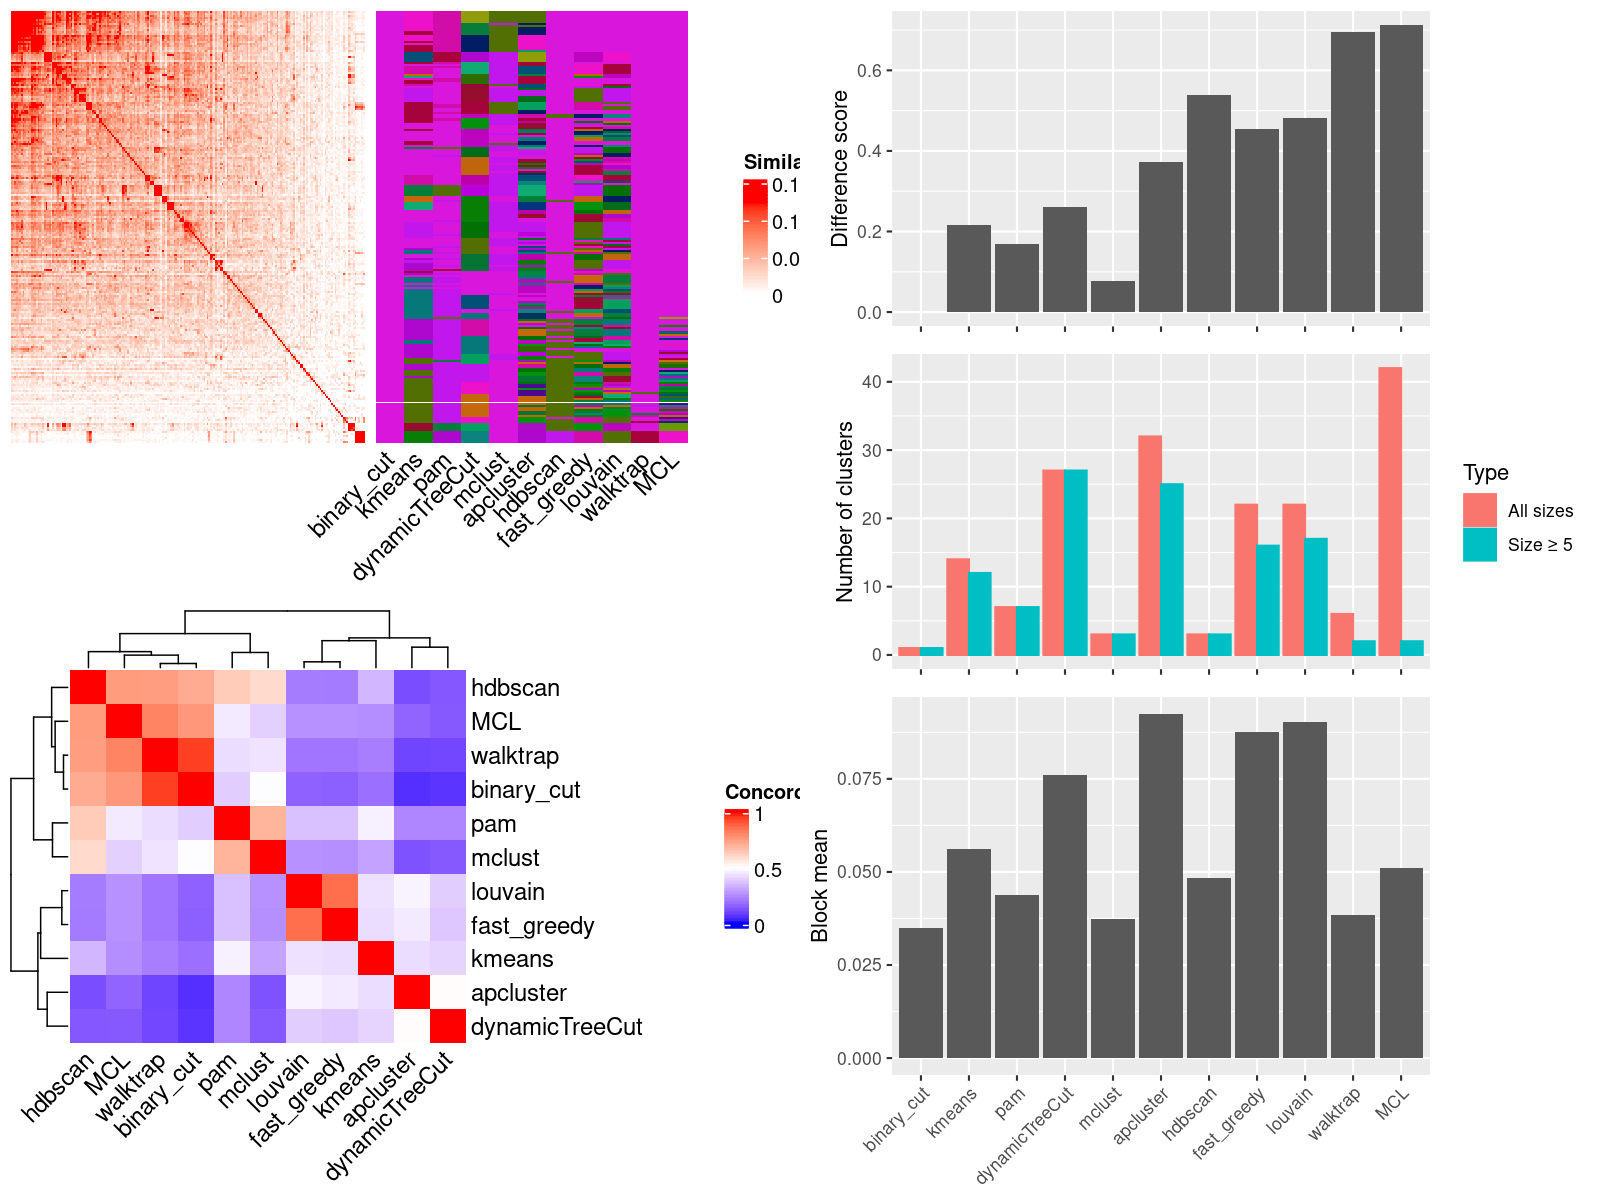 Simila
0.1
0.1
0.0
0
binary_cut
kmeans
pam
dynamicTreeCut
mclust
apcluster
hdbscan
fast_greedy
louvain
walktrap
MCL
Difference score
0.6
0.4
0.2
0.0
Number of clusters
40
30
20
10
0
Type
All sizes
Size ≥ 5
hdbscan
MCL
walktrap
binary_cut
pam
mclust
louvain
fast_greedy
kmeans
apcluster
dynamicTreeCut
hdbscan
MCL
walktrap
binary_cut
pam
mclust
louvain
fast_greedy
kmeans
apcluster
dynamicTreeCut
Concord
1
0.5
0
Block mean
0.075
0.050
0.025
0.000
binary_cut
kmeans
pam
dynamicTreeCut
mclust
apcluster
hdbscan
fast_greedy
louvain
walktrap
MCL